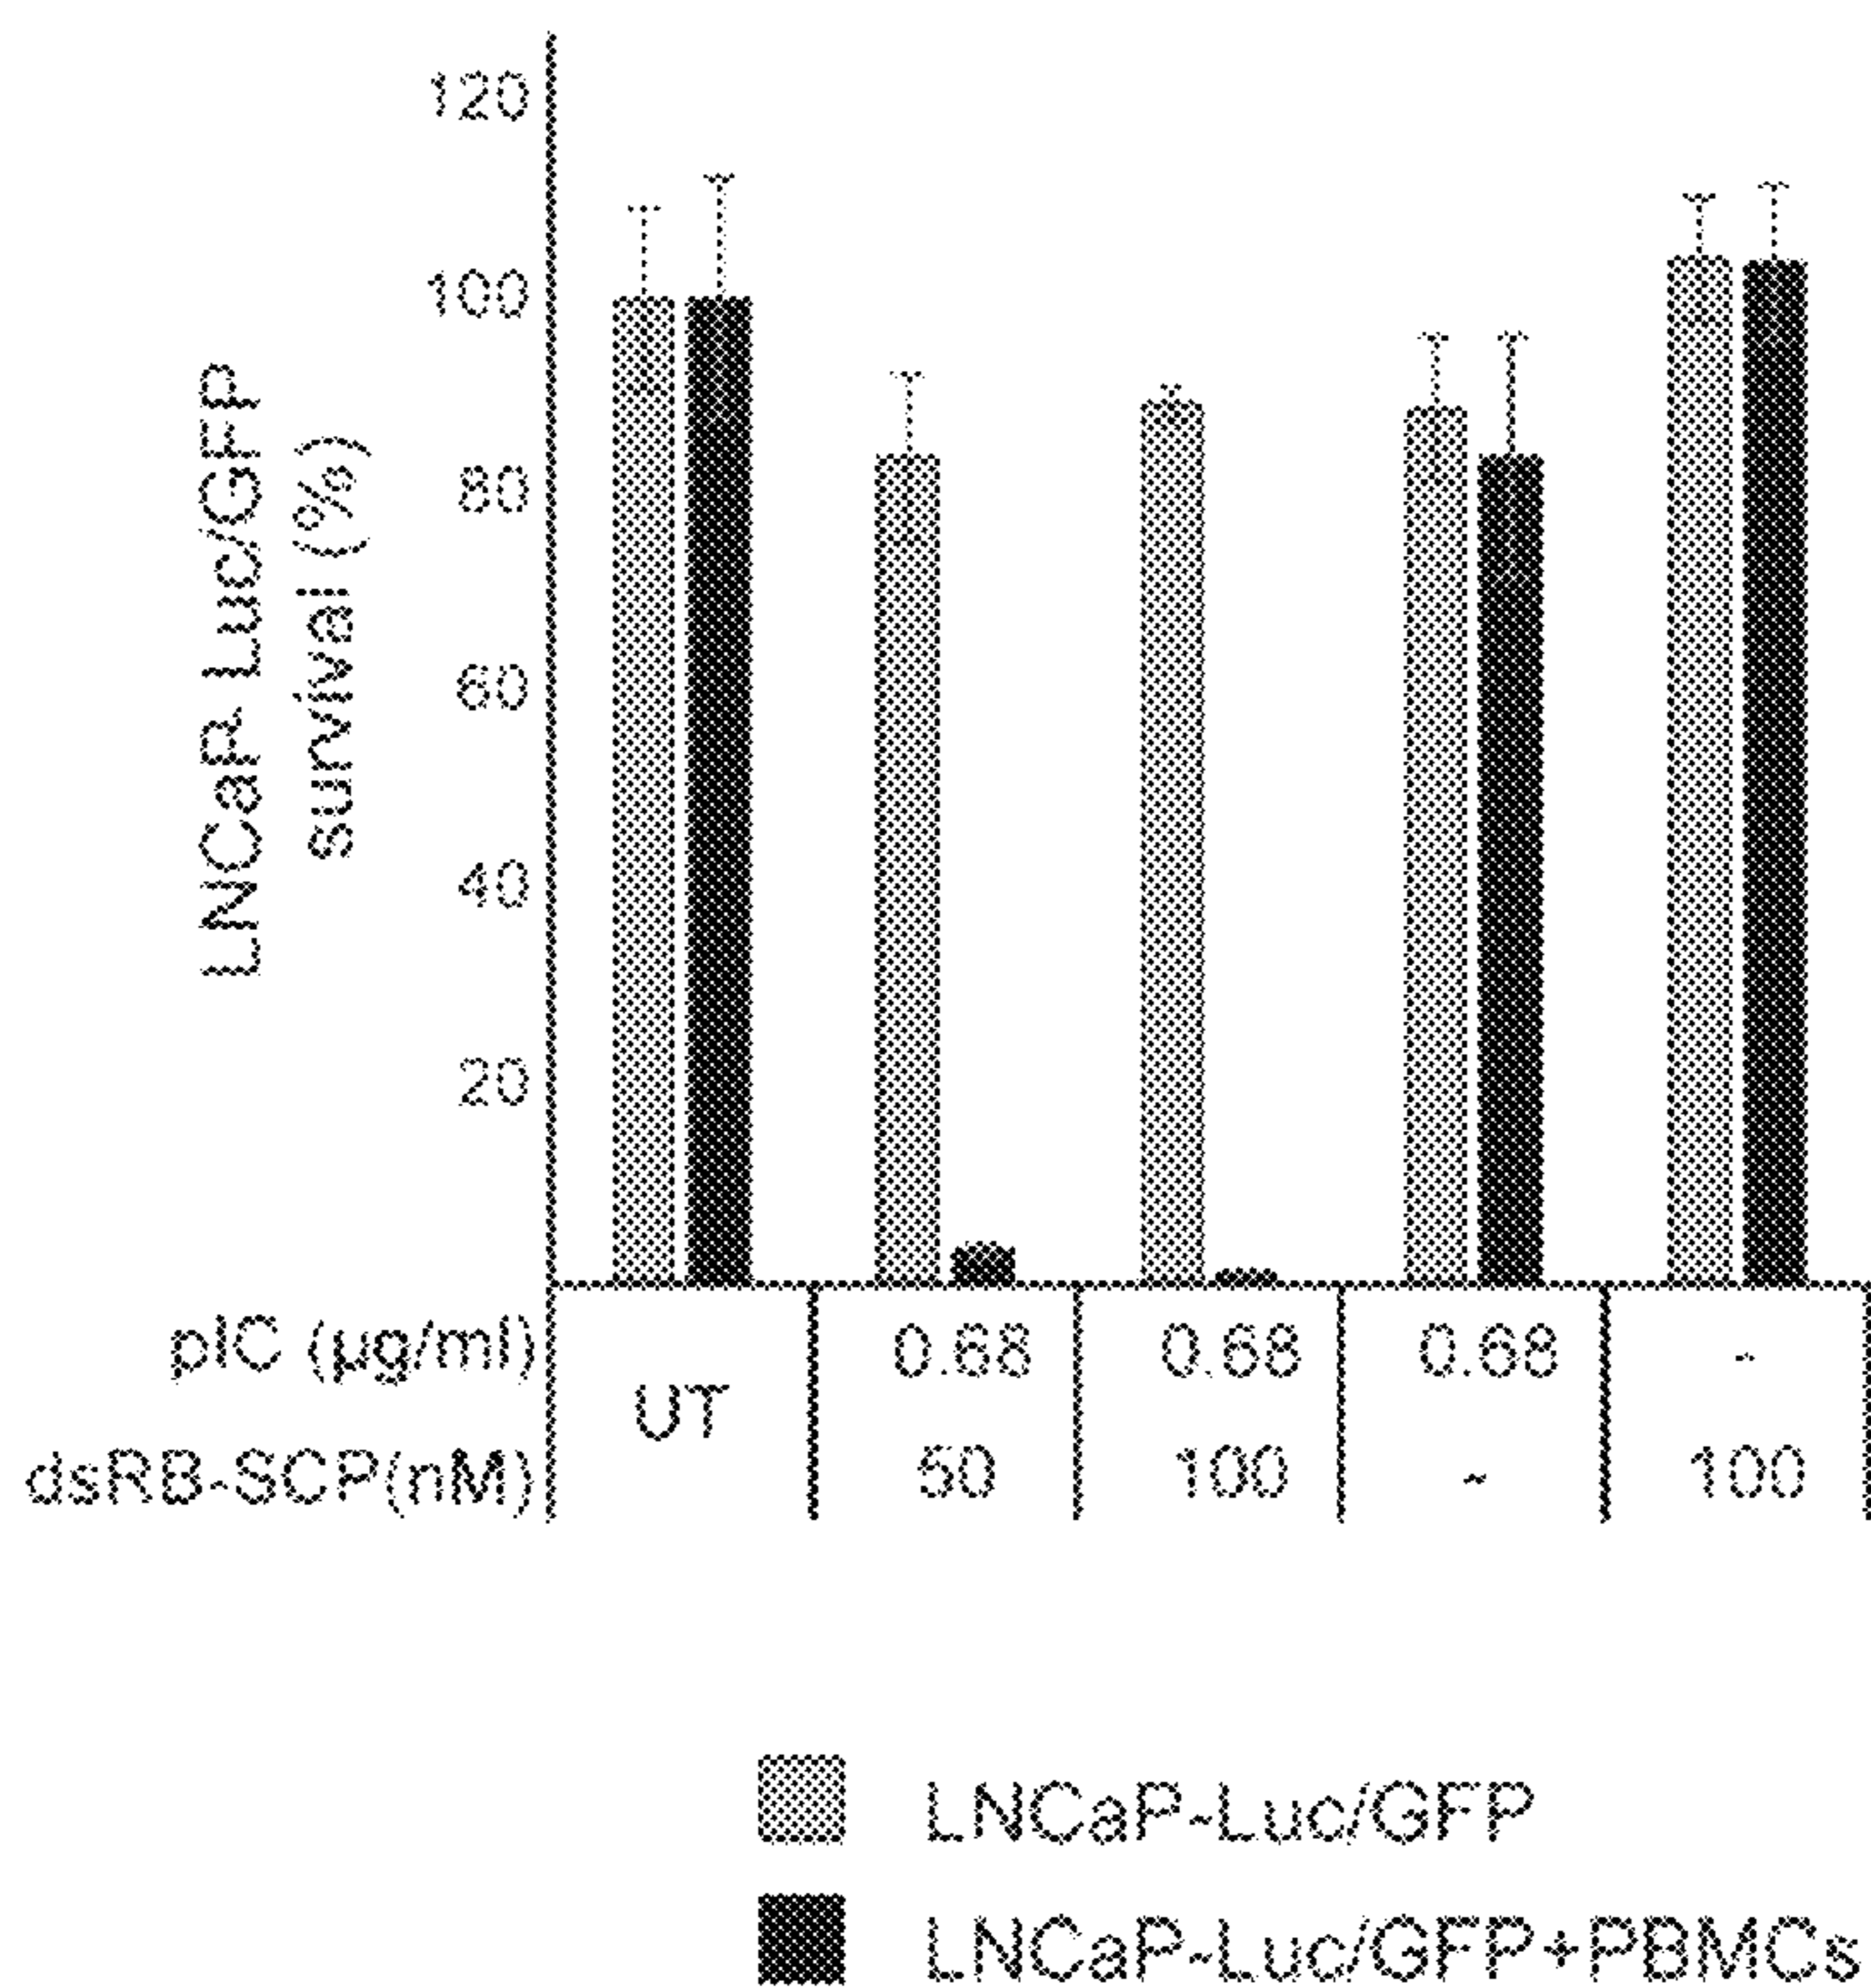 LNCaP Luc/GFP
survival (%)
120
100
80
60
40
20
pIC (µg/ml) 0.68 0.68 0.68 -
UT
dsRB-SCP(nM) 50 100 - 100
LNCaP-Luc/GFP
LNCaP-Luc/GFP+PBMCs